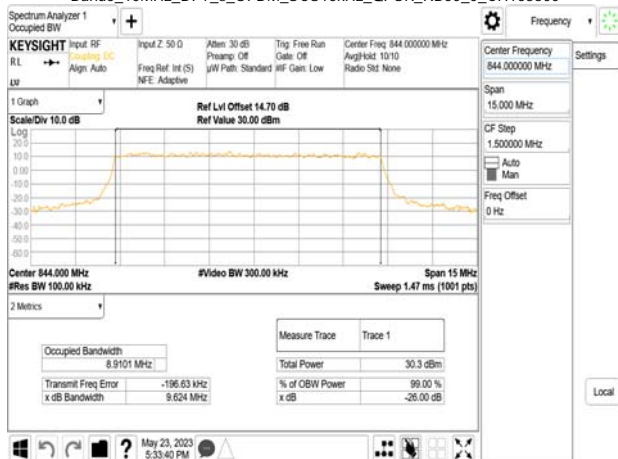 Spectrum Analyzer 1
Occupied BW
Frequency
KEYSIGHT
Input: RF
Coupling: DC
Align: Auto
Input Z: 50 Ω
Freq Ref: Int (S)
NFE: Adaptive
Atten: 30 dB
Preamp: Off
µW Path: Standard
Trig: Free Run
Gate: Off
#IF Gain: Low
Center Freq: 844.000000 MHz
Avg|Hold: 10/10
Radio Std: None
RL
Center Frequency
844.000000 MHz
Settings
Span
15.000 MHz
CF Step
1.500000 MHz
Auto
Man
Freq Offset
0 Hz
Local
1 Graph
Scale/Div 10.0 dB
Ref Lvl Offset 14.70 dB
Ref Value 30.00 dBm
Log
20.0
10.0
0.00
-10.0
-20.0
-30.0
-40.0
-50.0
-60.0
Center 844.000 MHz
#Video BW 300.00 kHz
Span 15 MHz
#Res BW 100.00 kHz
Sweep 1.47 ms (1001 pts)
2 Metrics
Measure Trace
Trace 1
Occupied Bandwidth
8.9101 MHz
Total Power
30.3 dBm
Transmit Freq Error
-196.63 kHz
% of OBW Power
99.00 %
x dB Bandwidth
9.624 MHz
x dB
-26.00 dB
May 23, 2023
5:33:40 PM